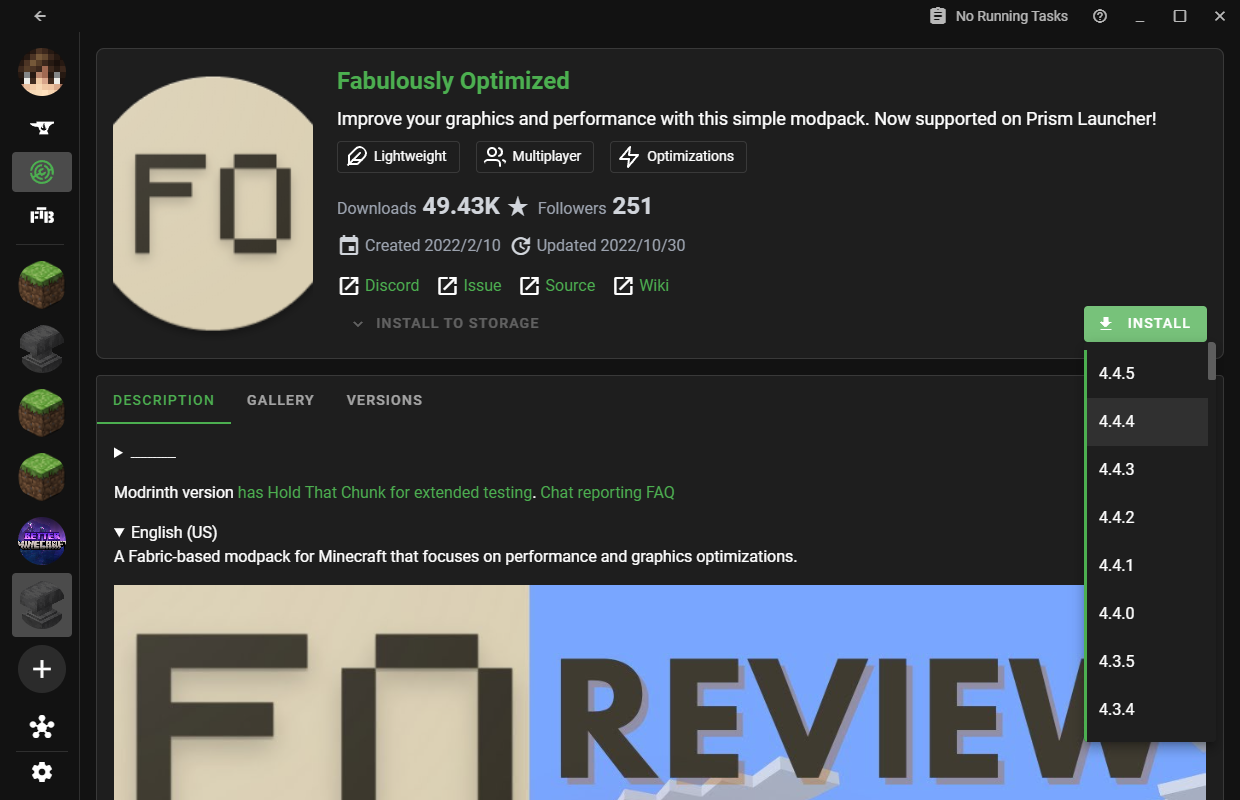 No Running Tasks
FTB
BETTER
MINECRAFT
FO
Fabulously Optimized
Improve your graphics and performance with this simple modpack. Now supported on Prism Launcher!
Lightweight
Multiplayer
Optimizations
Downloads 49.43K ★ Followers 251
Created 2022/2/10 Updated 2022/10/30
Discord
Issue
Source
Wiki
INSTALL TO STORAGE
INSTALL
4.4.5
4.4.4
4.4.3
4.4.2
4.4.1
4.4.0
4.3.5
4.3.4
DESCRIPTION
GALLERY
VERSIONS
▶ ______
Modrinth version has Hold That Chunk for extended testing. Chat reporting FAQ
▼ English (US)
A Fabric-based modpack for Minecraft that focuses on performance and graphics optimizations.
FO
REVIEW